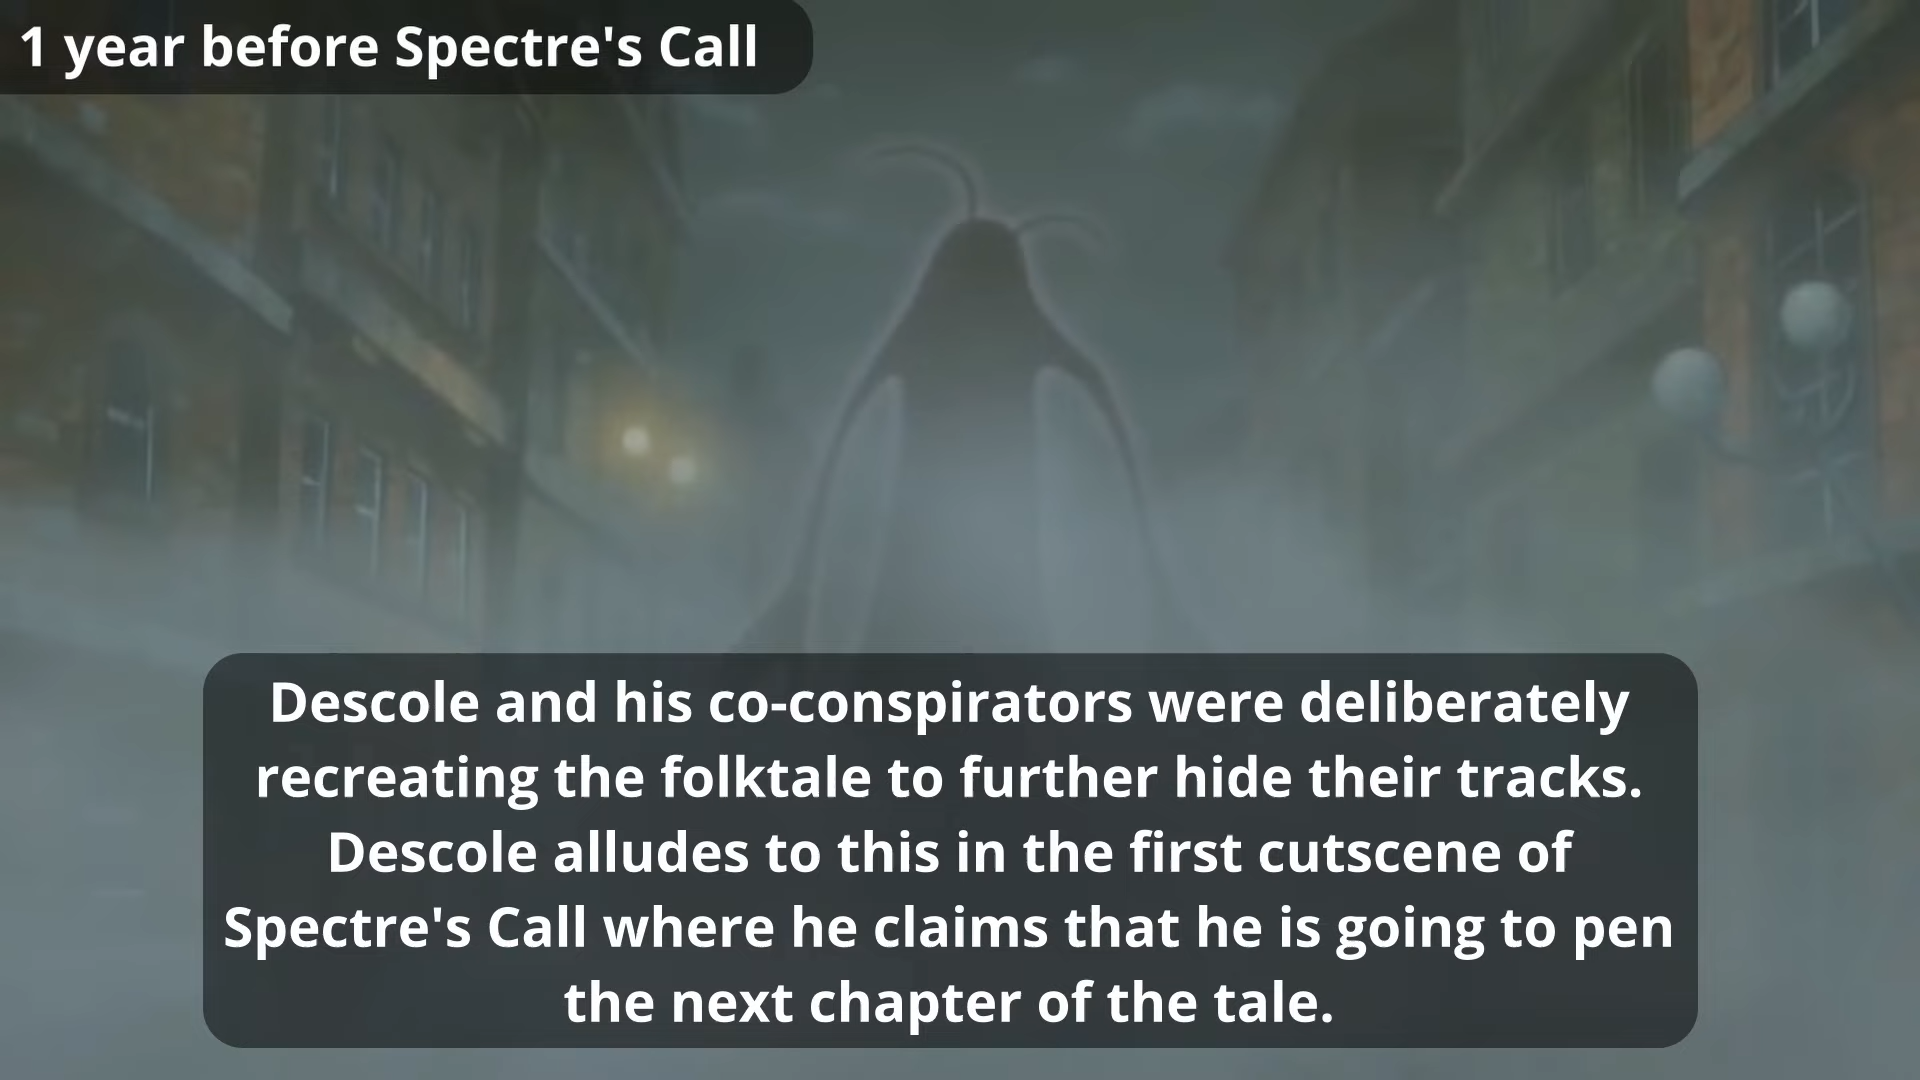 1 year before Spectre's Call
Descole and his co-conspirators were deliberately
recreating the folktale to further hide their tracks.
Descole alludes to this in the first cutscene of
Spectre's Call where he claims that he is going to pen
the next chapter of the tale.